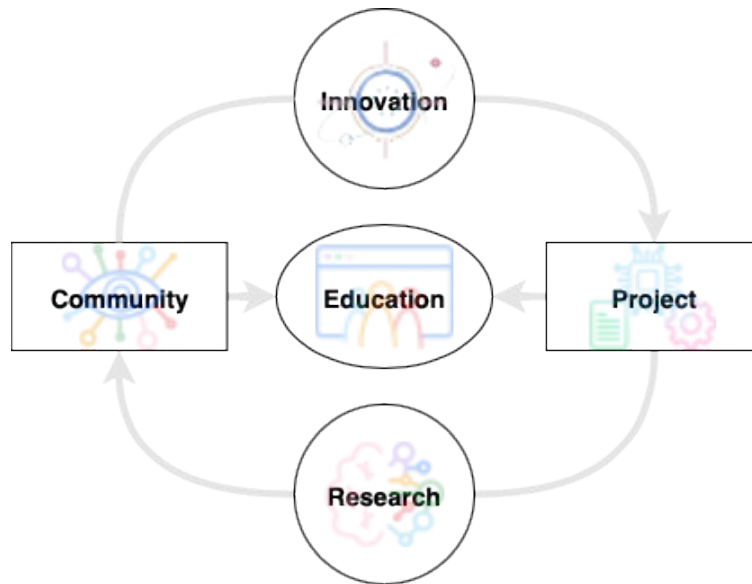 Innovation
Community
Education
Project
Research